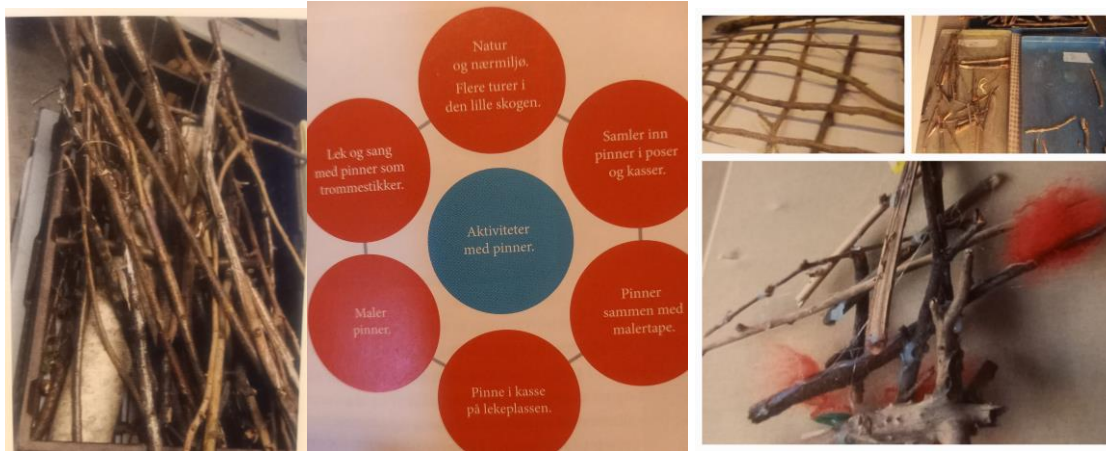 Natur
og nærmiljø.
Flere turer i
den lille skogen.
Samler inn
pinner i poser
og kasser.
Pinner
sammen med
malertape.
Pinne i kasse
på lekeplassen.
Maler
pinner.
Lek og sang
med pinner som
trommestikker.
Aktiviteter
med pinner.